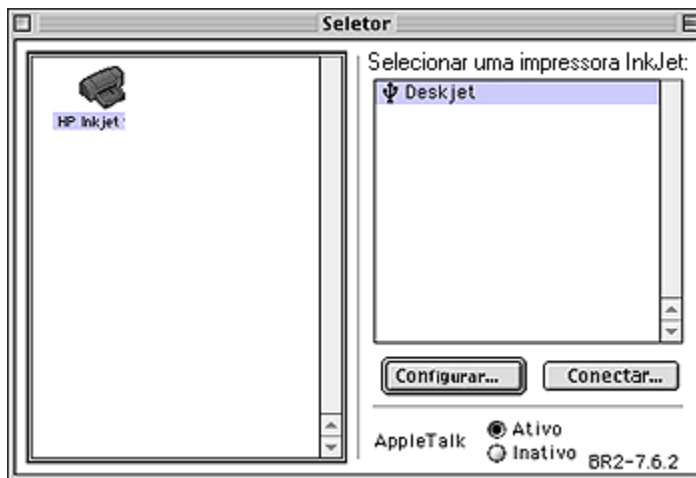 Seletor
HP Inkjet
Selecionar uma impressora InkJet:
Deskjet
Configurar...
Conectar...
AppleTalk
Ativo
Inativo
BR2-7.6.2